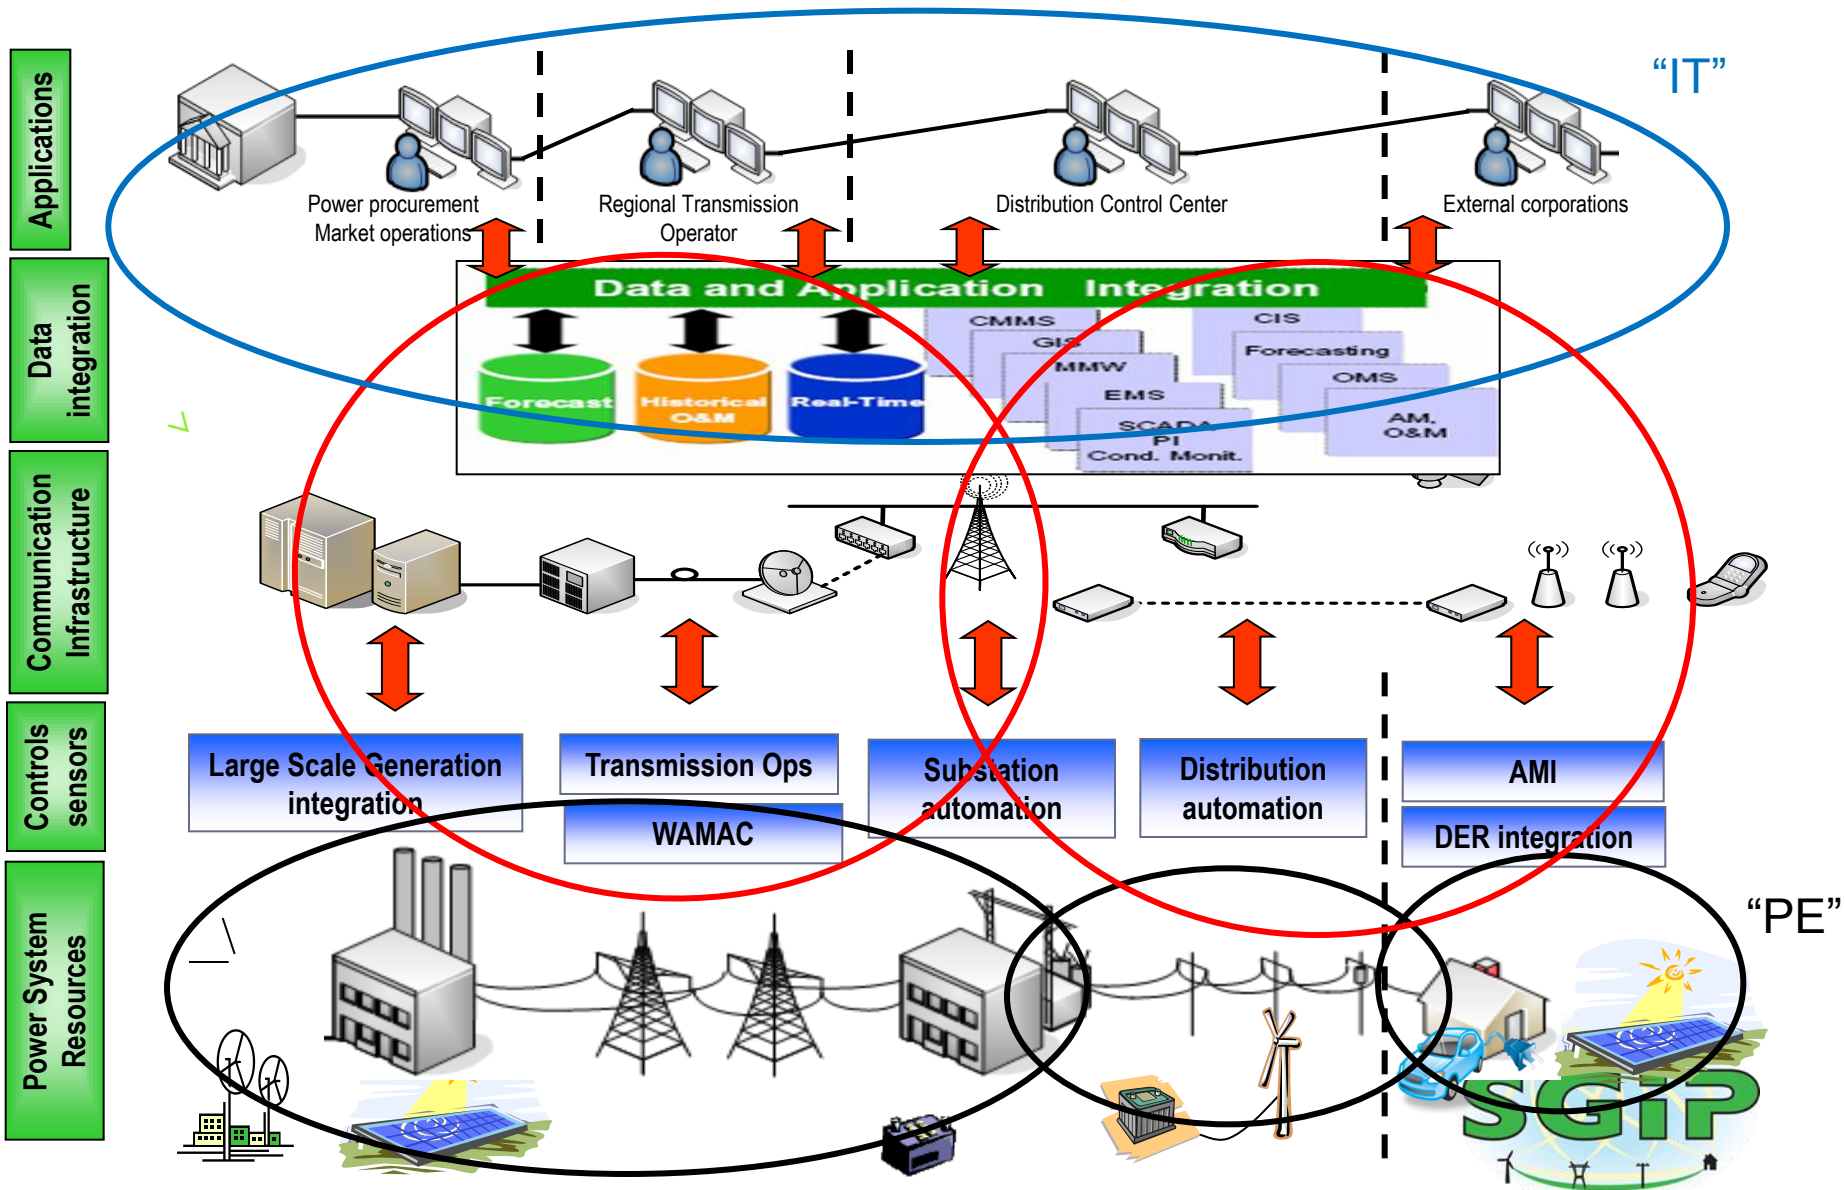 “IT”
Applications
Power procurement
Market operations
Regional Transmission
Operator
Distribution Control Center
External corporations
Data
integration
Data and Application Integration
Forecast
Historical
O&M
Real-Time
CMMS
GIS
MMW
EMS
SCADA
PI
Cond. Monit.
CIS
Forecasting
OMS
AM,
O&M
Communication
Infrastructure
Controls
sensors
Large Scale Generation
integration
Transmission Ops
WAMAC
Substation
automation
Distribution
automation
AMI
DER integration
Power System
Resources
“PE”
SGIP